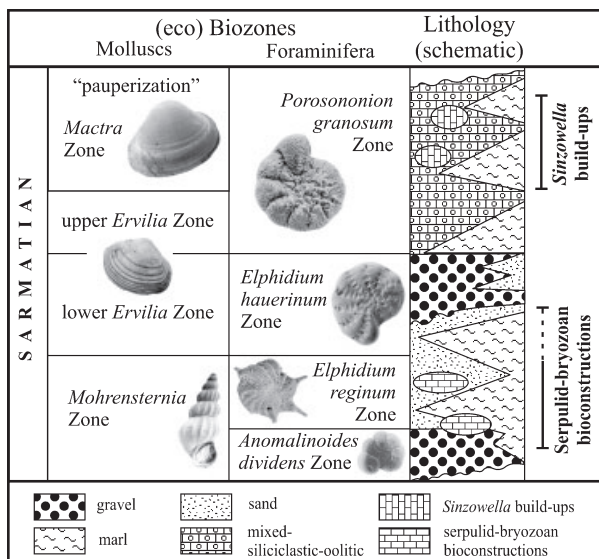 (eco) Biozones
Molluscs
Foraminifera
Lithology
(schematic)
SARMATIAN
“pauperization”
Mactra
Zone
upper Ervilia Zone
lower Ervilia Zone
Mohrensternia
Zone
Porosononion
granosum
Zone
Elphidium
hauerinum
Zone
Elphidium
reginum
Zone
Anomalinoides
dividens Zone
Sinzowella
build-ups
Serpulid-bryozoan
bioconstructions
gravel
sand
Sinzowella build-ups
marl
mixed-
siliciclastic-oolitic
serpulid-bryozoan
bioconstructions